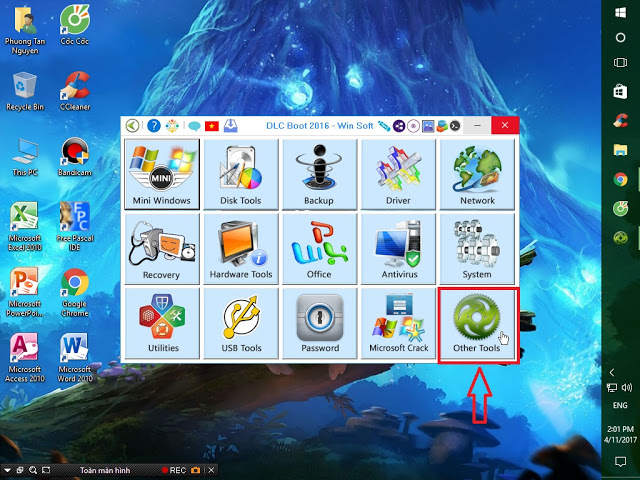 Phuong Tan
Nguyen
Cốc Cốc
Recycle Bin
CCleaner
This PC
Bandicam
Microsoft
Excel 2010
Free Pascal
IDE
Microsoft
PowerPoi...
Google
Chrome
Microsoft
Access 2010
Microsoft
Word 2010
DLC Boot 2016 - Win Soft
MINI
Mini Windows
Disk Tools
Backup
Driver
Network
Recovery
Hardware Tools
Office
Antivirus
System
Utilities
USB Tools
Password
Microsoft Crack
Other Tools
Toàn màn hình
REC
ENG
2:01 PM
4/11/2017